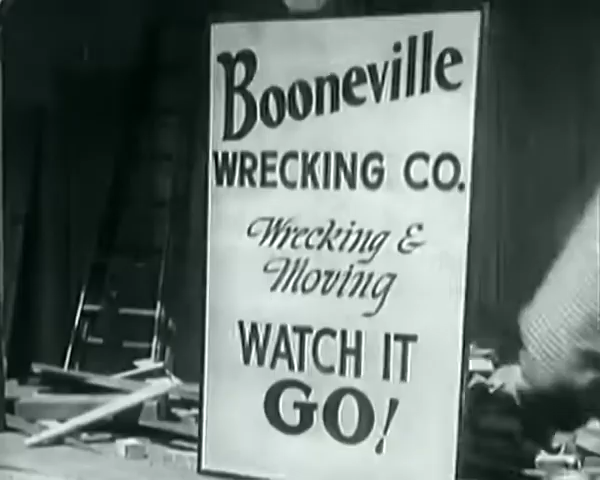 Booneville
WRECKING CO.
Wrecking &
Moving
WATCH IT
GO!